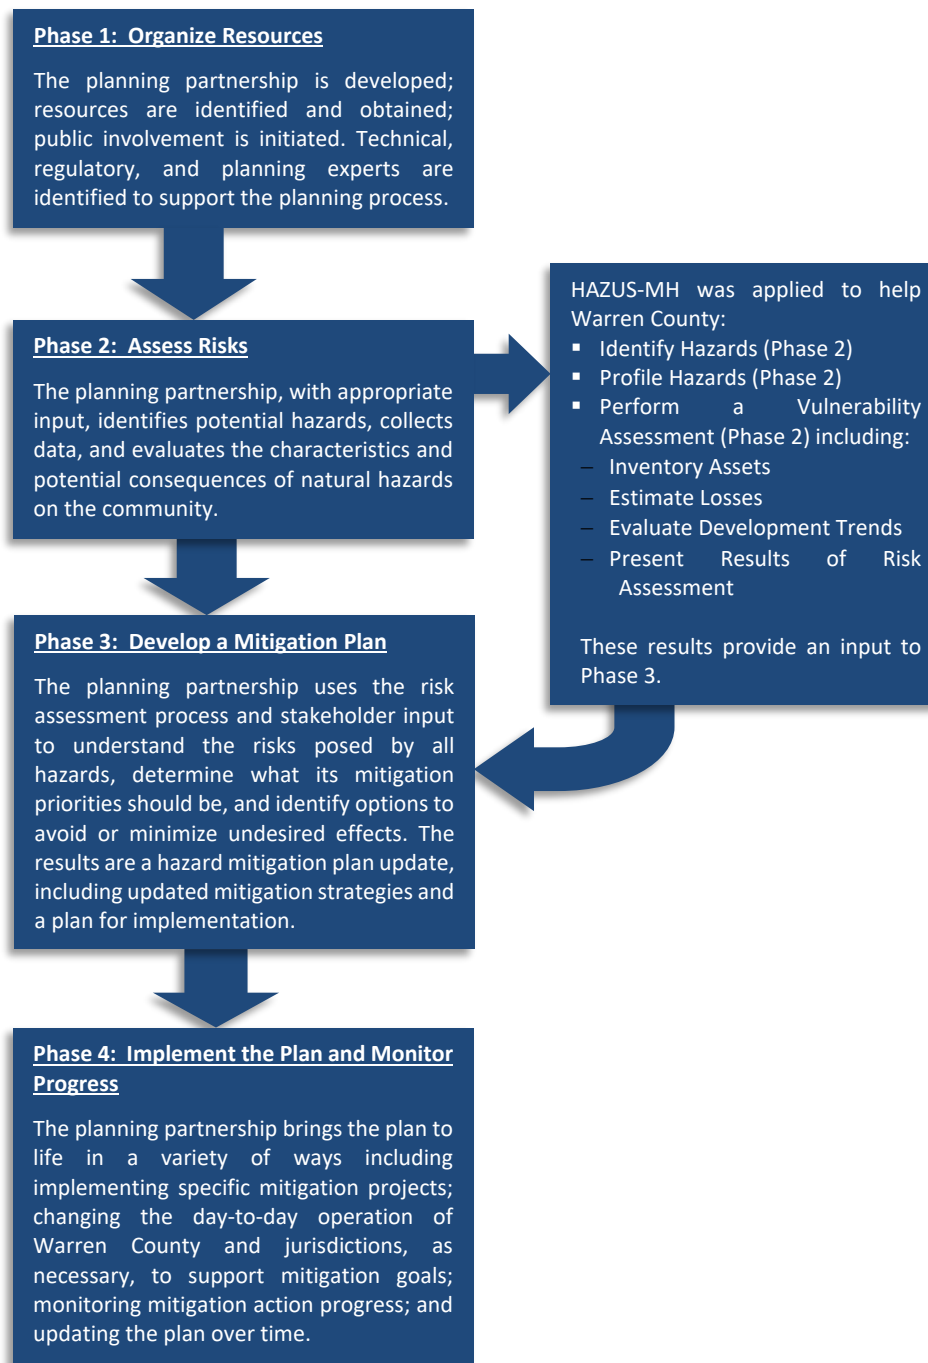 Phase 1:  Organize Resources
The planning partnership is developed;
resources are identified and obtained;
public involvement is initiated. Technical,
regulatory, and planning experts are
identified to support the planning process.
Phase 2:  Assess Risks
The planning partnership, with appropriate
input, identifies potential hazards, collects
data, and evaluates the characteristics and
potential consequences of natural hazards
on the community.
HAZUS-MH was applied to help
Warren County:
▪ Identify Hazards (Phase 2)
▪ Profile Hazards (Phase 2)
▪ Perform a Vulnerability
Assessment (Phase 2) including:
– Inventory Assets
– Estimate Losses
– Evaluate Development Trends
– Present Results of Risk
Assessment
These results provide an input to
Phase 3.
Phase 3:  Develop a Mitigation Plan
The planning partnership uses the risk
assessment process and stakeholder input
to understand the risks posed by all
hazards, determine what its mitigation
priorities should be, and identify options to
avoid or minimize undesired effects. The
results are a hazard mitigation plan update,
including updated mitigation strategies and
a plan for implementation.
Phase 4:  Implement the Plan and Monitor
Progress
The planning partnership brings the plan to
life in a variety of ways including
implementing specific mitigation projects;
changing the day-to-day operation of
Warren County and jurisdictions, as
necessary, to support mitigation goals;
monitoring mitigation action progress; and
updating the plan over time.